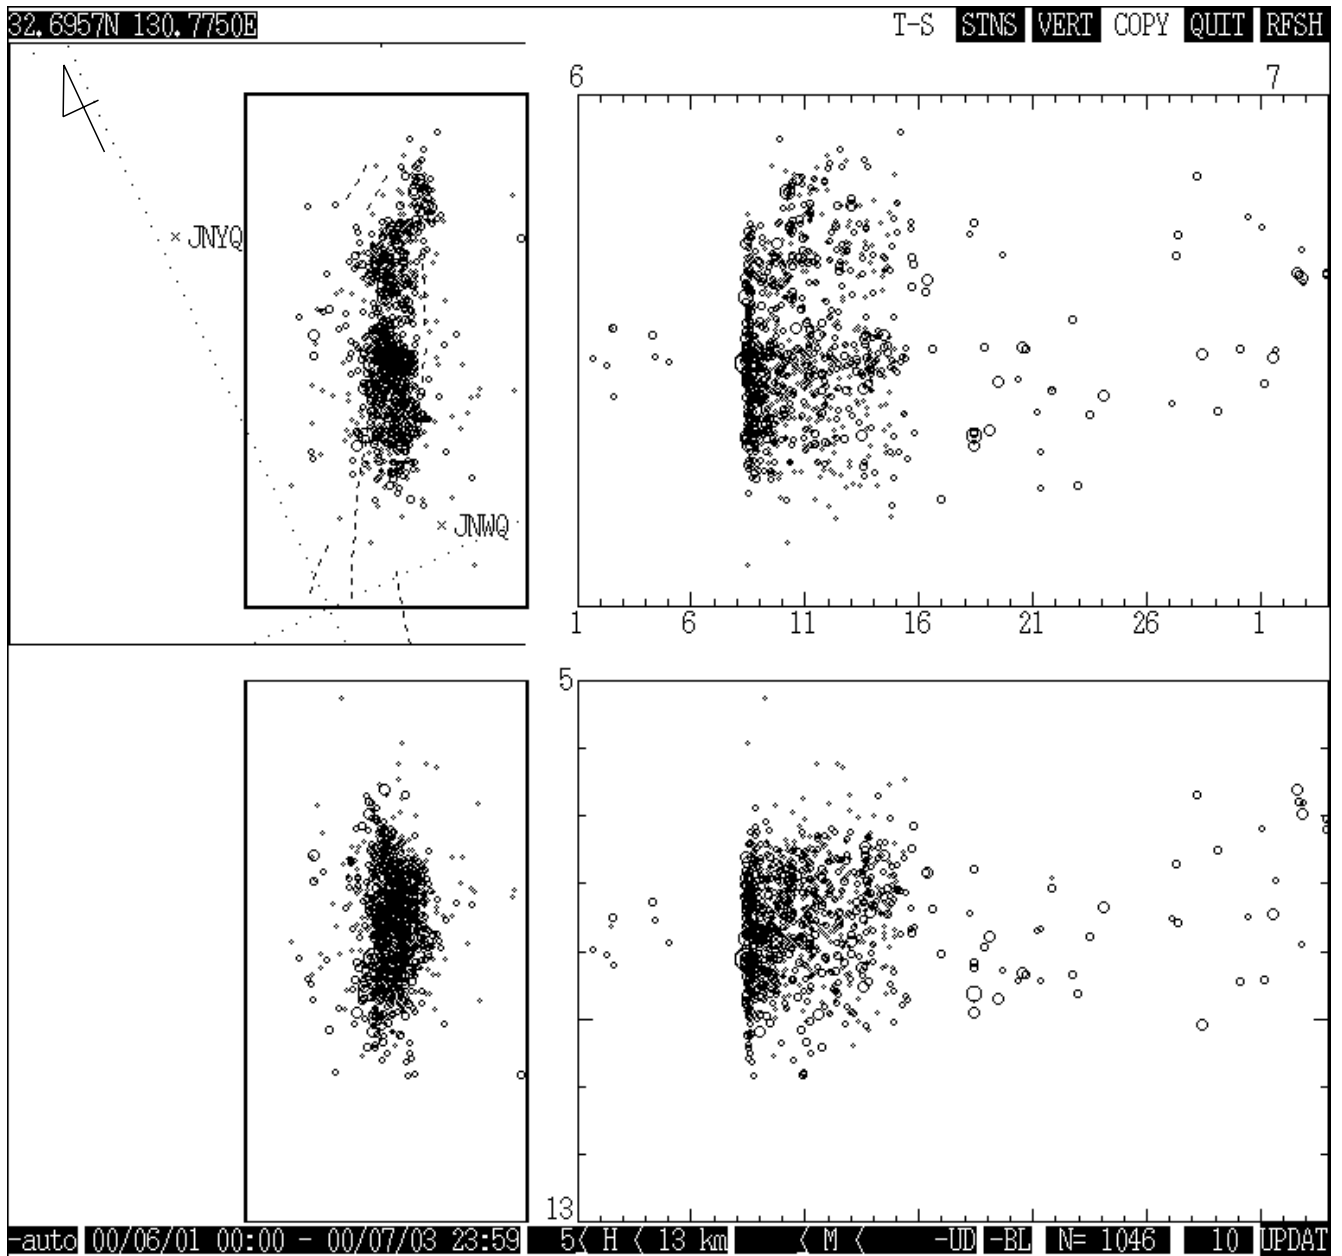 32.6957N 130.7750E T-S STNS VERT COPY QUIT RFSH
6 7
JNYQ
JNWQ
1 6 11 16 21 26 1
5
13
-auto 00/06/01 00:00 - 00/07/03 23:59 5< H < 13 km < M < -UD -BL N= 1046 10 UPDAT